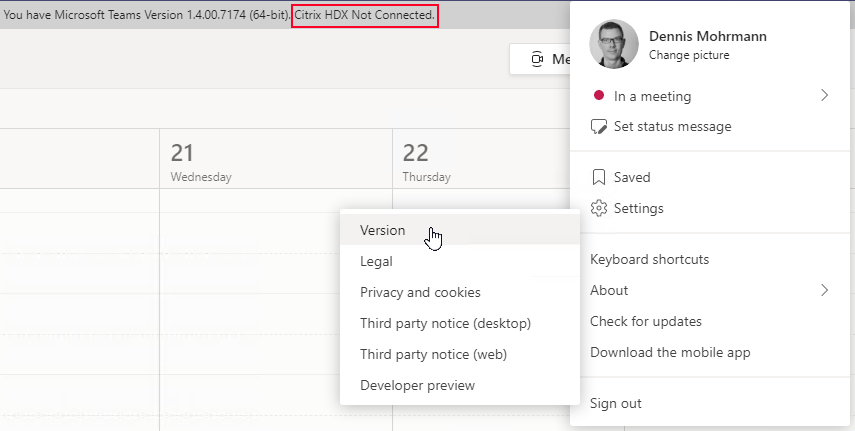 You have Microsoft Teams Version 1.4.00.7174 (64-bit). Citrix HDX Not Connected.
Me
21
Wednesday
22
Thursday
Dennis Mohrmann
Change picture
In a meeting
Set status message
Saved
Settings
Keyboard shortcuts
About
Check for updates
Download the mobile app
Sign out
Version
Legal
Privacy and cookies
Third party notice (desktop)
Third party notice (web)
Developer preview